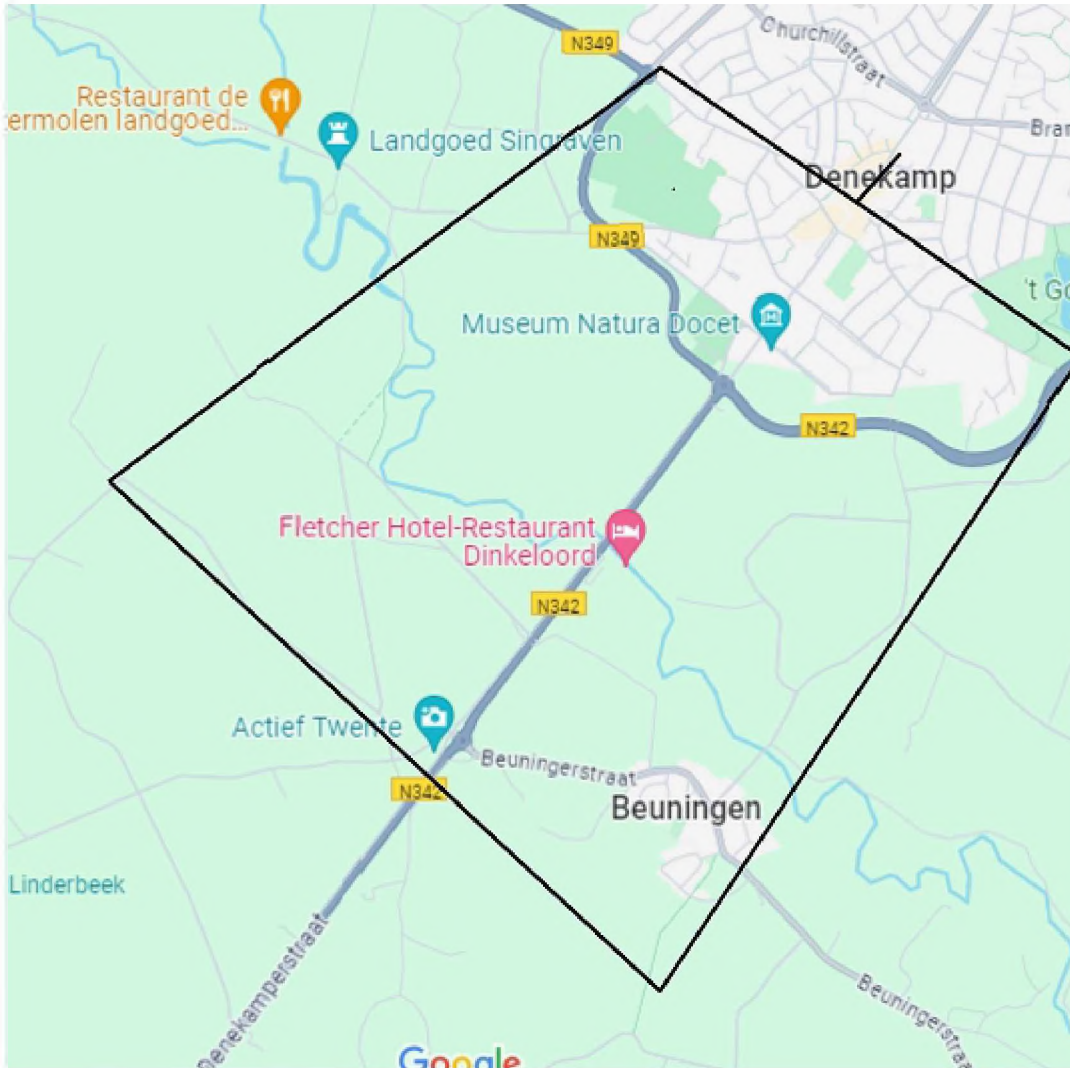 Churchillstraat
N349
Restaurant de
termolen landgoed...
Landgoed Singraven
Bran
Denekamp
N349
't Go
Museum Natura Docet
N342
Fletcher Hotel-Restaurant
Dinkeloord
N342
Actief Twente
Beuningerstraat
N342
Beuningen
Linderbeek
Denekamperstraat
Beuningerstraa
Google